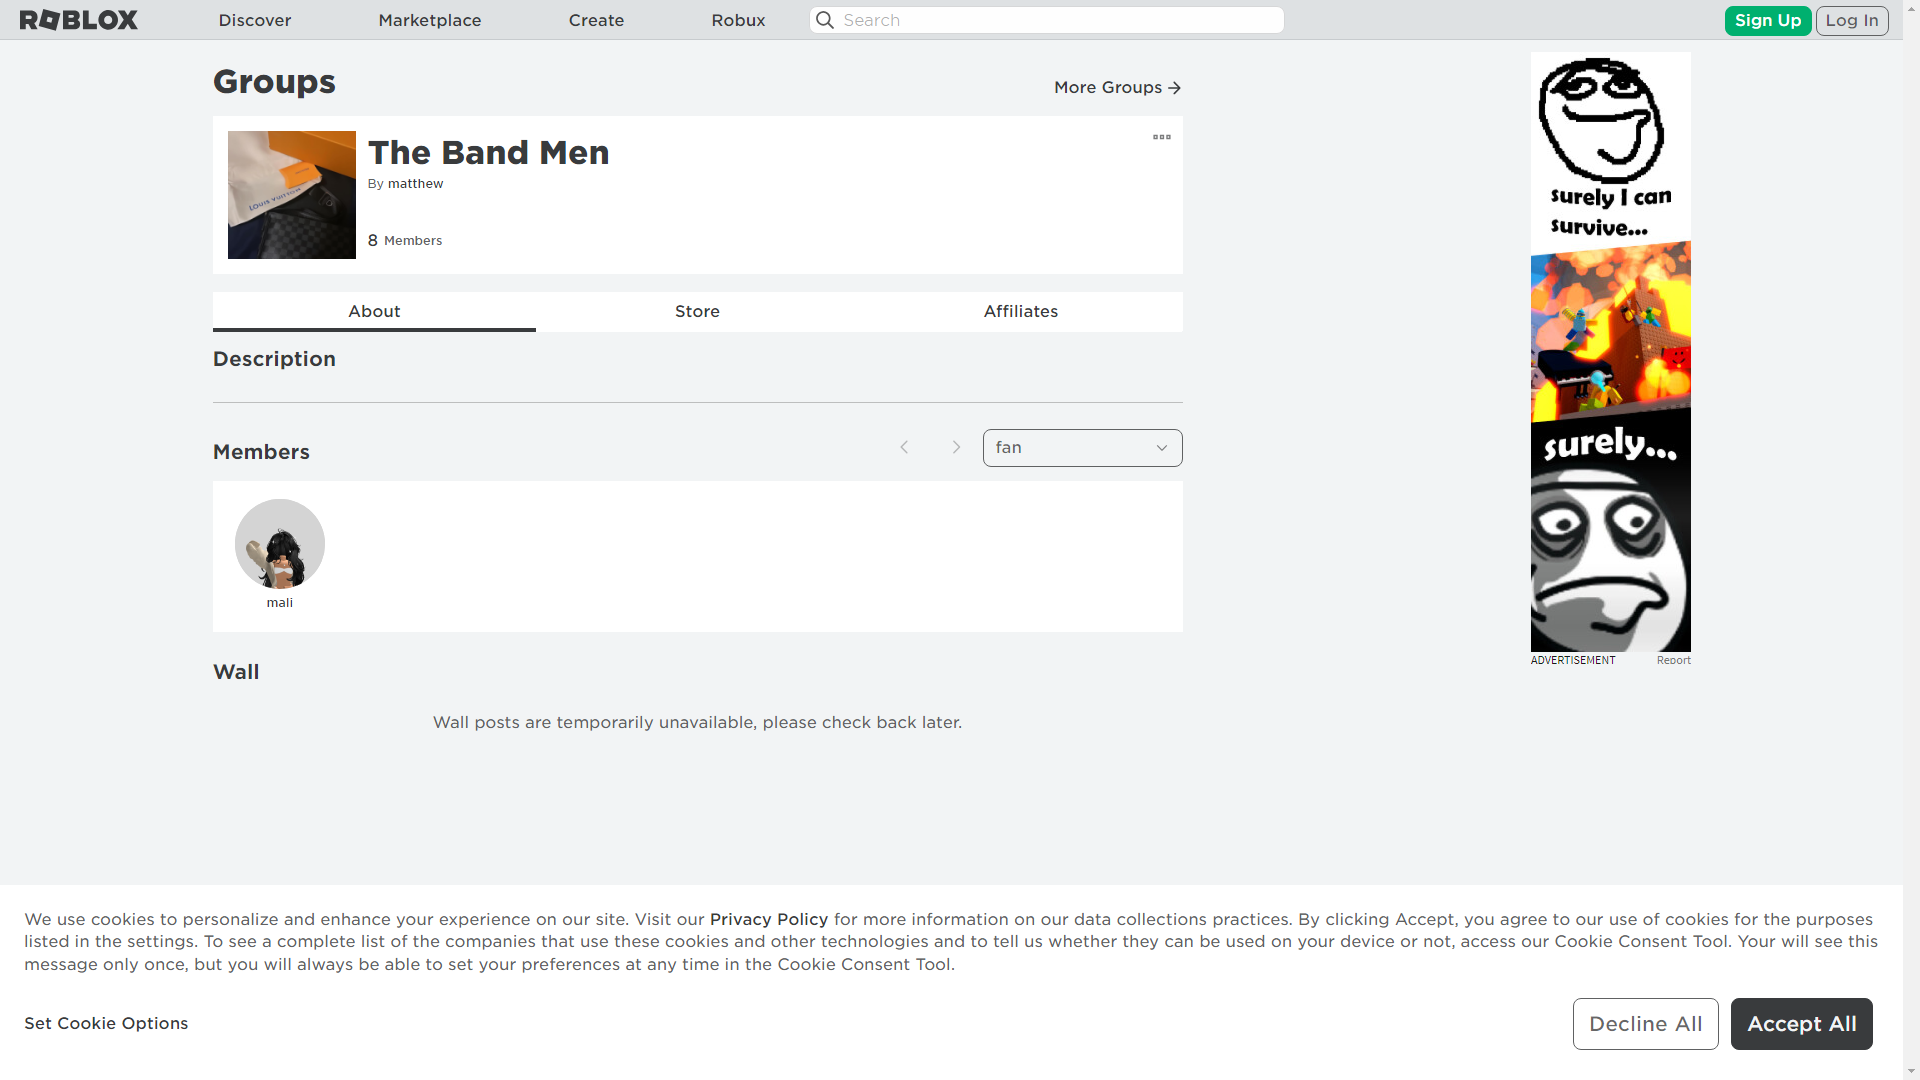 ROBLOX
Discover
Marketplace
Create
Robux
Search
Sign Up
Log In
Groups
More Groups
LOUIS VUITTON
The Band Men
By matthew
8 Members
About
Store
Affiliates
Description
Members
fan
mali
Wall
Wall posts are temporarily unavailable, please check back later.
surely I can
survive...
surely...
ADVERTISEMENT
Report
We use cookies to personalize and enhance your experience on our site. Visit our Privacy Policy for more information on our data collections practices. By clicking Accept, you agree to our use of cookies for the purposes
listed in the settings. To see a complete list of the companies that use these cookies and other technologies and to tell us whether they can be used on your device or not, access our Cookie Consent Tool. Your will see this
message only once, but you will always be able to set your preferences at any time in the Cookie Consent Tool.
Set Cookie Options
Decline All
Accept All